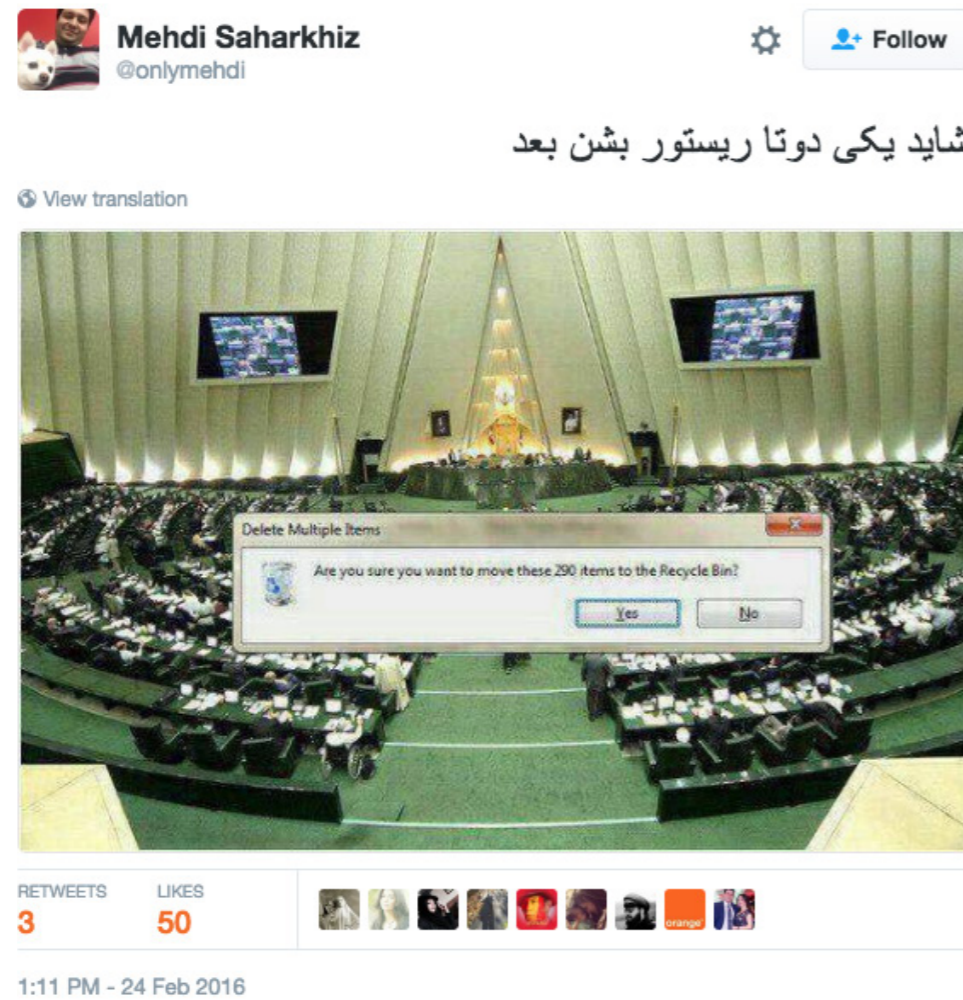 Mehdi Saharkhiz
@onlymehdi
Follow
شاید یکی دوتا ریستور بشن بعد
View translation
Delete Multiple Items
Are you sure you want to move these 290 items to the Recycle Bin?
Yes
No
RETWEETS
3
LIKES
50
orange
1:11 PM - 24 Feb 2016